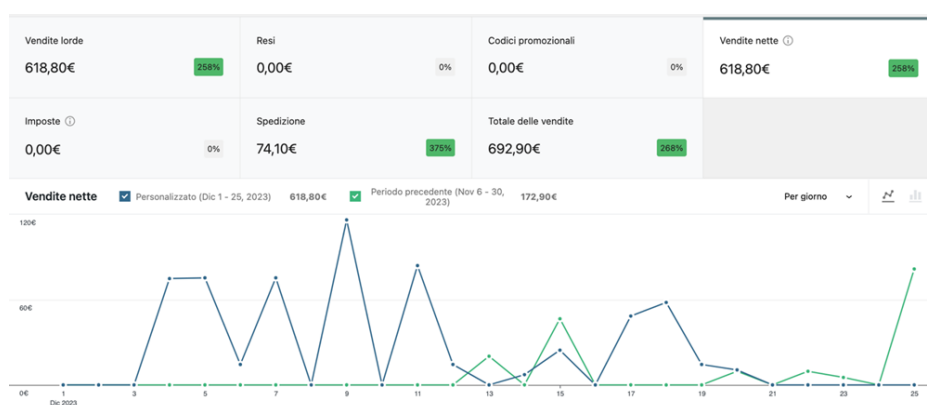 Vendite lorde
618,80€ 258%
Resi
0,00€ 0%
Codici promozionali
0,00€ 0%
Vendite nette
618,80€ 258%
Imposte
0,00€ 0%
Spedizione
74,10€ 375%
Totale delle vendite
692,90€ 268%
Vendite nette
Personalizzato (Dic 1 - 25, 2023) 618,80€
Periodo precedente (Nov 6 - 30,
2023) 172,90€
Per giorno
120€
60€
0€
1 3 5 7 9 11 13 15 17 19 21 23 25
Dic 2023